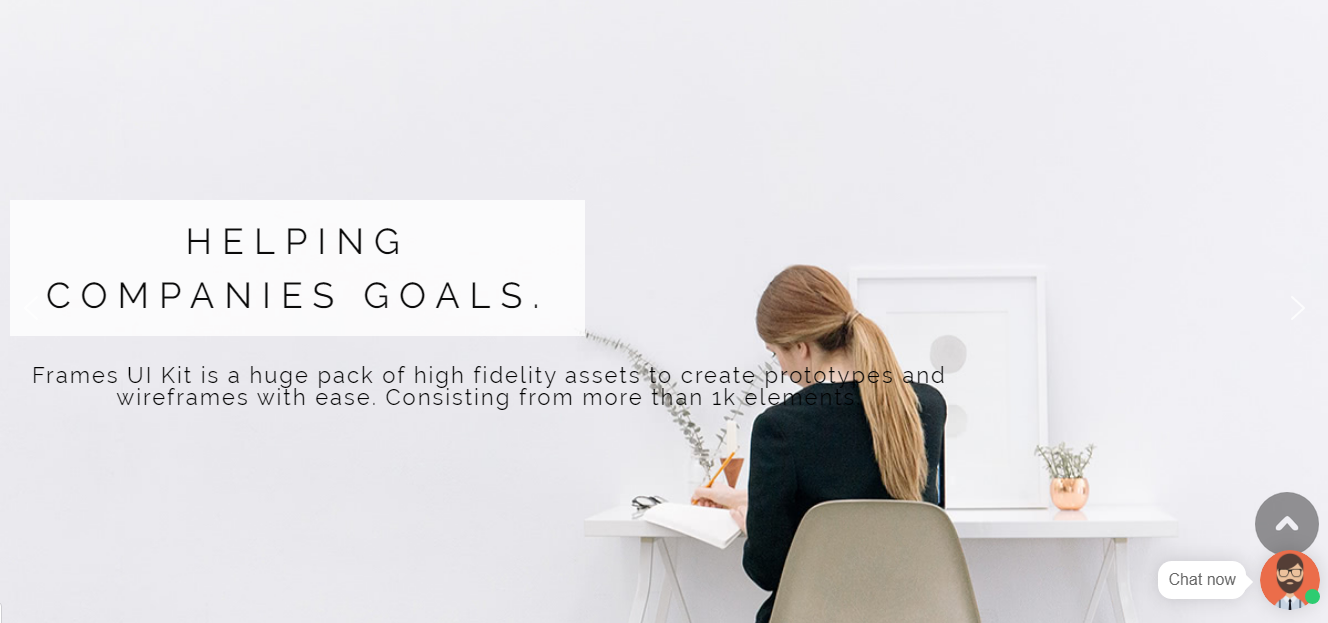 HELPING
COMPANIES GOALS.
Frames UI Kit is a huge pack of high fidelity assets to create prototypes and
wireframes with ease. Consisting from more than 1k elements.
Chat now